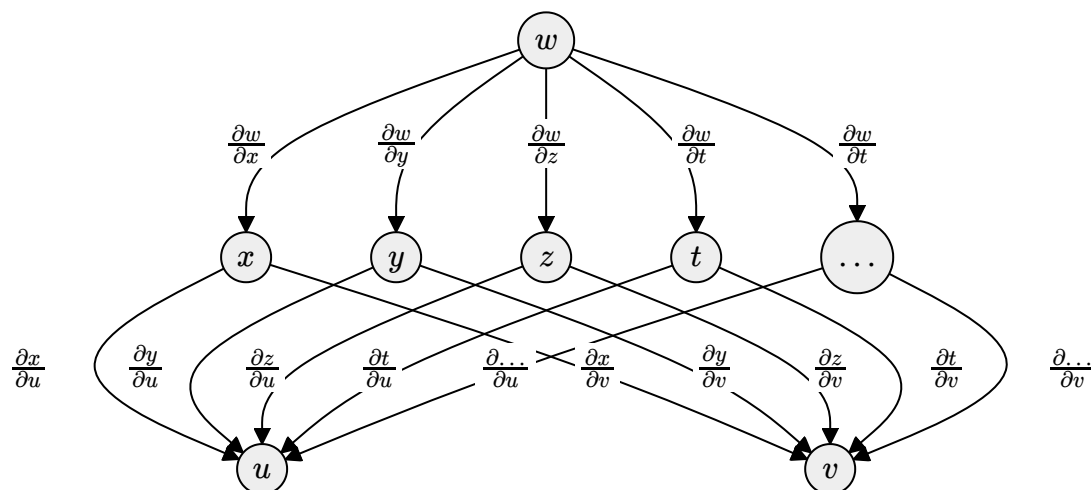 w
∂w/∂x ∂w/∂y ∂w/∂z ∂w/∂t ∂w/∂t
x y z t …
∂x/∂u ∂y/∂u ∂z/∂u ∂t/∂u ∂…/∂u ∂x/∂v ∂y/∂v ∂z/∂v ∂t/∂v ∂…/∂v
u v